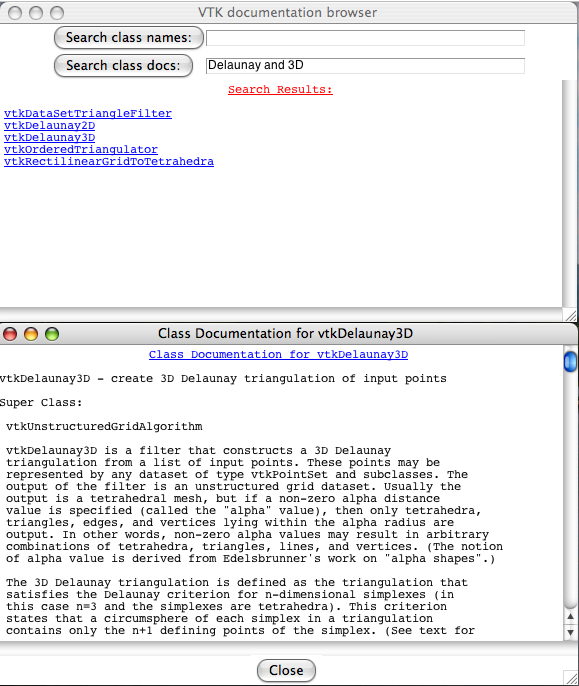 VTK documentation browser
Search class names:
Search class docs: Delaunay and 3D
Search Results:
vtkDataSetTriangleFilter
vtkDelaunay2D
vtkDelaunay3D
vtkOrderedTriangulator
vtkRectilinearGridToTetrahedra
Class Documentation for vtkDelaunay3D
Class Documentation for vtkDelaunay3D
vtkDelaunay3D - create 3D Delaunay triangulation of input points
Super Class:
vtkUnstructuredGridAlgorithm
vtkDelaunay3D is a filter that constructs a 3D Delaunay
triangulation from a list of input points. These points may be
represented by any dataset of type vtkPointSet and subclasses. The
output of the filter is an unstructured grid dataset. Usually the
output is a tetrahedral mesh, but if a non-zero alpha distance
value is specified (called the "alpha" value), then only tetrahedra,
triangles, edges, and vertices lying within the alpha radius are
output. In other words, non-zero alpha values may result in arbitrary
combinations of tetrahedra, triangles, lines, and vertices. (The notion
of alpha value is derived from Edelsbrunner's work on "alpha shapes".)
The 3D Delaunay triangulation is defined as the triangulation that
satisfies the Delaunay criterion for n-dimensional simplexes (in
this case n=3 and the simplexes are tetrahedra). This criterion
states that a circumsphere of each simplex in a triangulation
contains only the n+1 defining points of the simplex. (See text for
Close